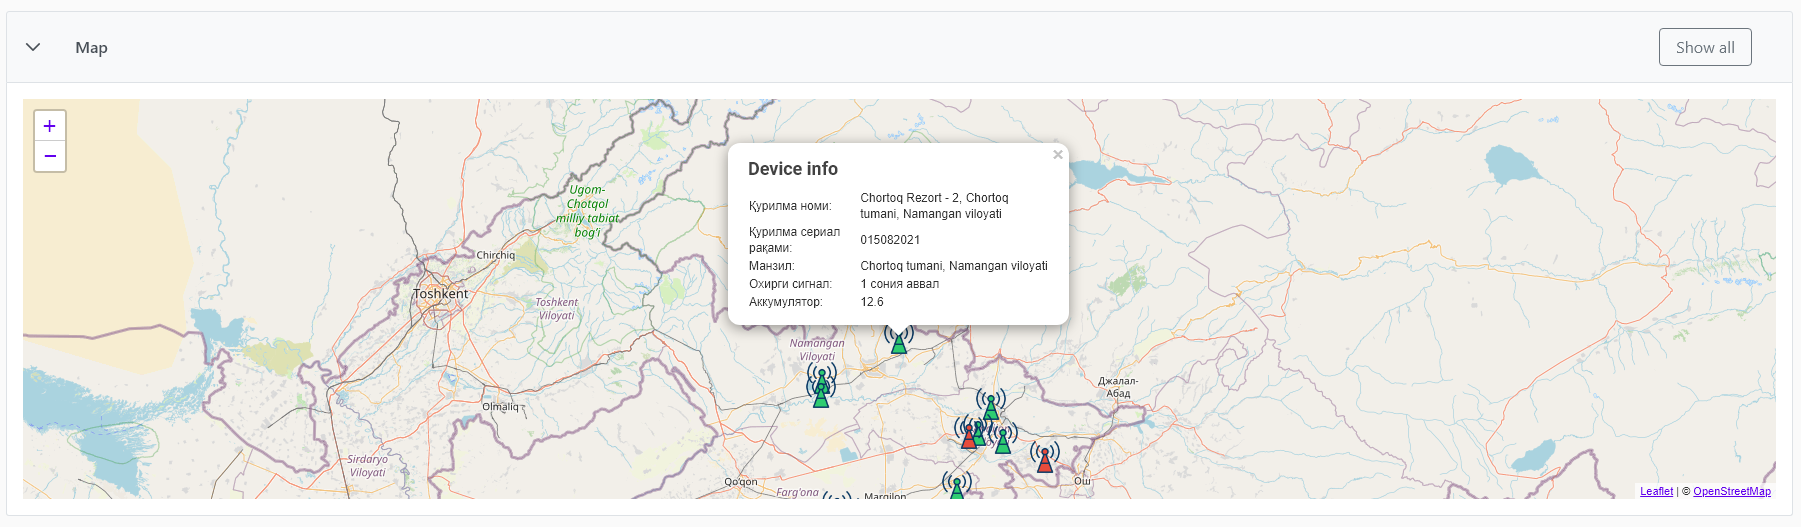 Map
Show all
+
−
Device info
×
Қурилма номи:
Chortoq Rezort - 2, Chortoq
tumani, Namangan viloyati
Қурилма сериал
рақами:
015082021
Манзил:
Chortoq tumani, Namangan viloyati
Охирги сигнал:
1 сония аввал
Аккумулятор:
12.6
Ugom-
Chotqol
milliy tabiat
bog'i
Chirchiq
Toshkent
Toshkent
Viloyati
Namangan
Viloyati
Olmaliq
Джалал-
Абад
Sirdaryo
Viloyati
Qo'qon
Farg'ona
Margilon
Ош
Leaflet | © OpenStreetMap